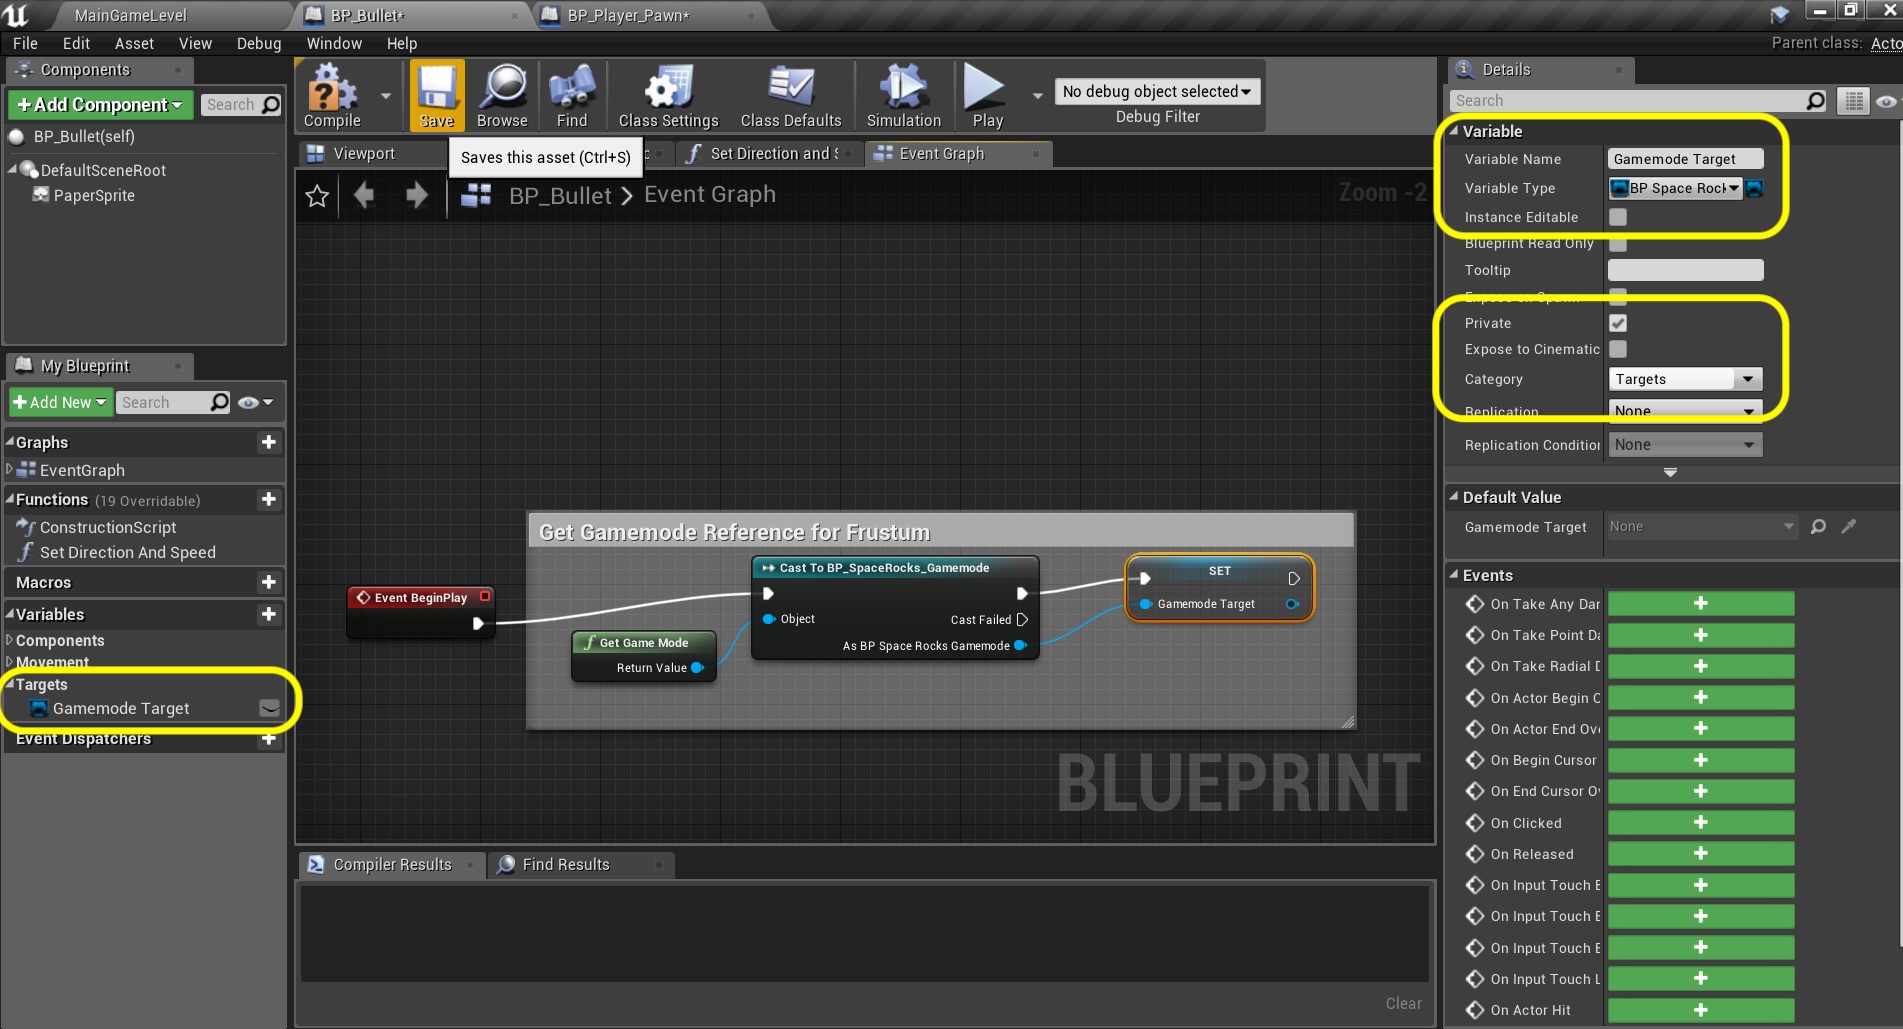 MainGameLevel
BP_Bullet*
BP_Player_Pawn*
File Edit Asset View Debug Window Help
Parent class: Acto
Components
Add Component
Search
BP_Bullet(self)
DefaultSceneRoot
PaperSprite
My Blueprint
Add New
Search
Graphs
EventGraph
Functions (19 Overridable)
ConstructionScript
Set Direction And Speed
Macros
Variables
Components
Movement
Targets
Gamemode Target
Event Dispatchers
Compile
Save
Browse
Find
Class Settings
Class Defaults
Simulation
Play
No debug object selected
Debug Filter
Viewport
Saves this asset (Ctrl+S)
Set Direction and S
Event Graph
BP_Bullet > Event Graph
Zoom -2
Get Gamemode Reference for Frustum
Event BeginPlay
Get Game Mode
Return Value
Cast To BP_SpaceRocks_Gamemode
Object
Cast Failed
As BP Space Rocks Gamemode
SET
Gamemode Target
BLUEPRINT
Compiler Results
Find Results
Clear
Details
Search
Variable
Variable Name Gamemode Target
Variable Type BP Space Rock
Instance Editable
Blueprint Read Only
Tooltip
Expose on Spawn
Private
Expose to Cinematic
Category Targets
Replication None
Replication Condition None
Default Value
Gamemode Target None
Events
On Take Any Dar
On Take Point Da
On Take Radial D
On Actor Begin O
On Actor End Ove
On Begin Cursor
On End Cursor Ov
On Clicked
On Released
On Input Touch E
On Input Touch E
On Input Touch E
On Input Touch L
On Actor Hit